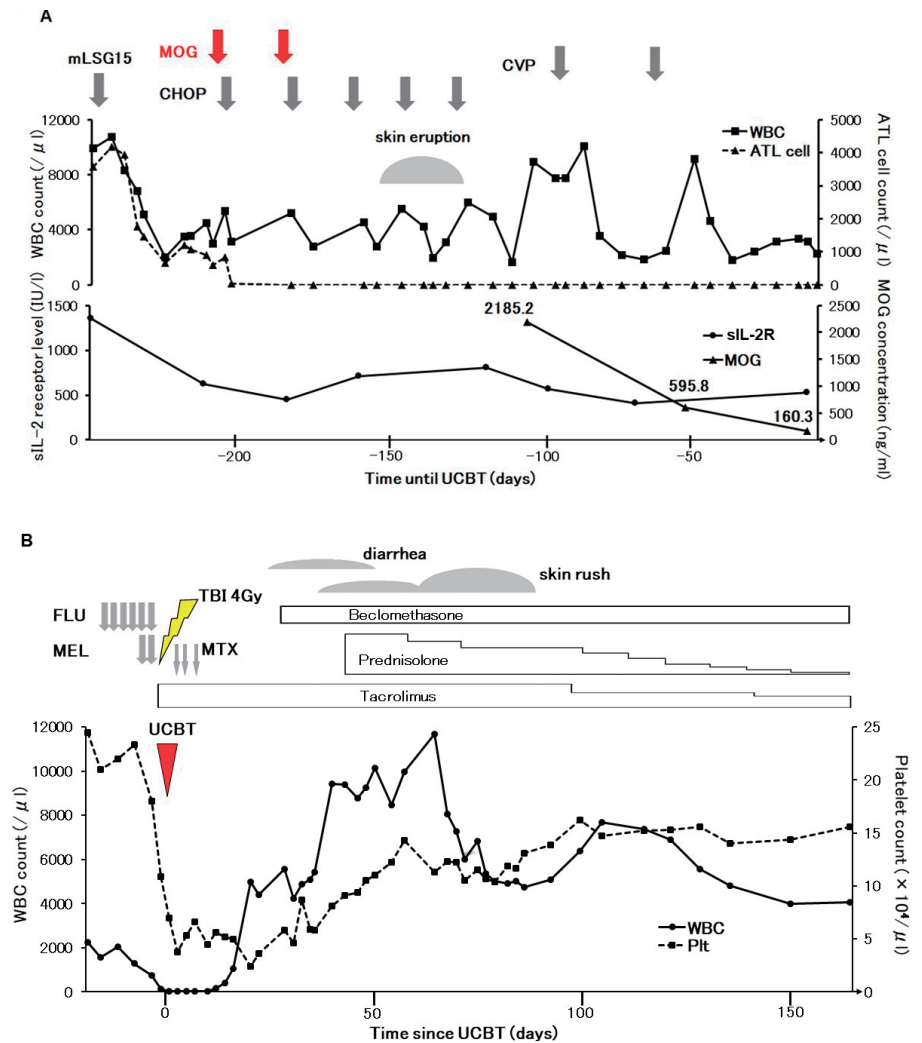 A
MOG
mLSG15
CVP
CHOP
skin eruption
WBC
ATL cell
WBC count (/μl)
12000
8000
4000
0
ATL cell count (/μl)
5000
4000
3000
2000
1000
0
sIL-2 receptor level (IU/l)
1500
1000
500
0
2185.2
sIL-2R
MOG
595.8
160.3
MOG concentration (ng/ml)
2500
2000
1500
1000
500
0
-200
-150
-100
-50
Time until UCBT (days)
B
diarrhea
skin rush
TBI 4Gy
FLU
Beclomethasone
MEL
MTX
Prednisolone
Tacrolimus
UCBT
WBC count (/μl)
12000
10000
8000
6000
4000
2000
0
WBC
Plt
Platelet count (×10⁴/μl)
25
20
15
10
5
0
0
50
100
150
Time since UCBT (days)